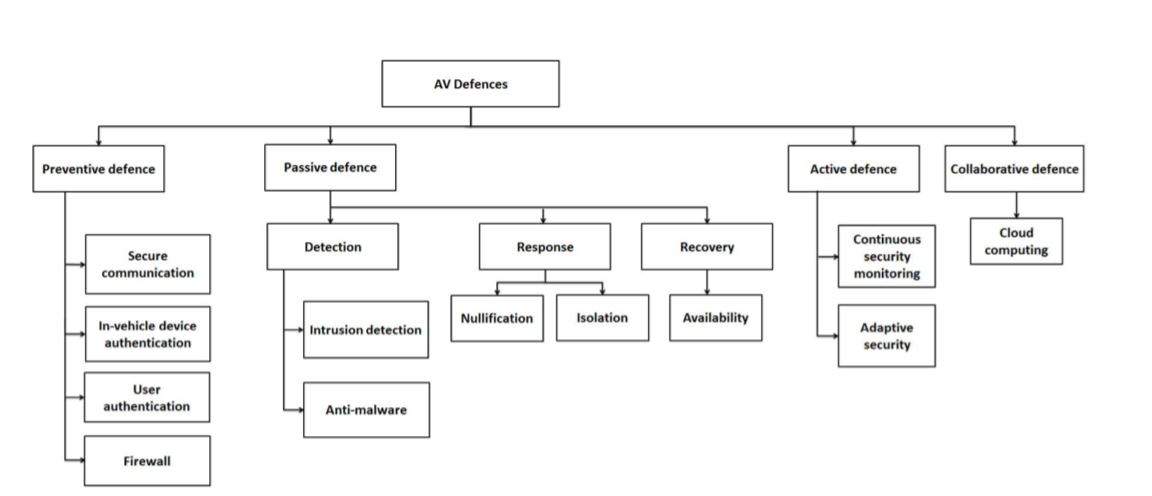 AV Defences
Preventive defence
Passive defence
Active defence
Collaborative defence
Secure
communication
In-vehicle device
authentication
User
authentication
Firewall
Detection
Response
Recovery
Intrusion detection
Anti-malware
Nullification
Isolation
Availability
Continuous
security
monitoring
Adaptive
security
Cloud
computing